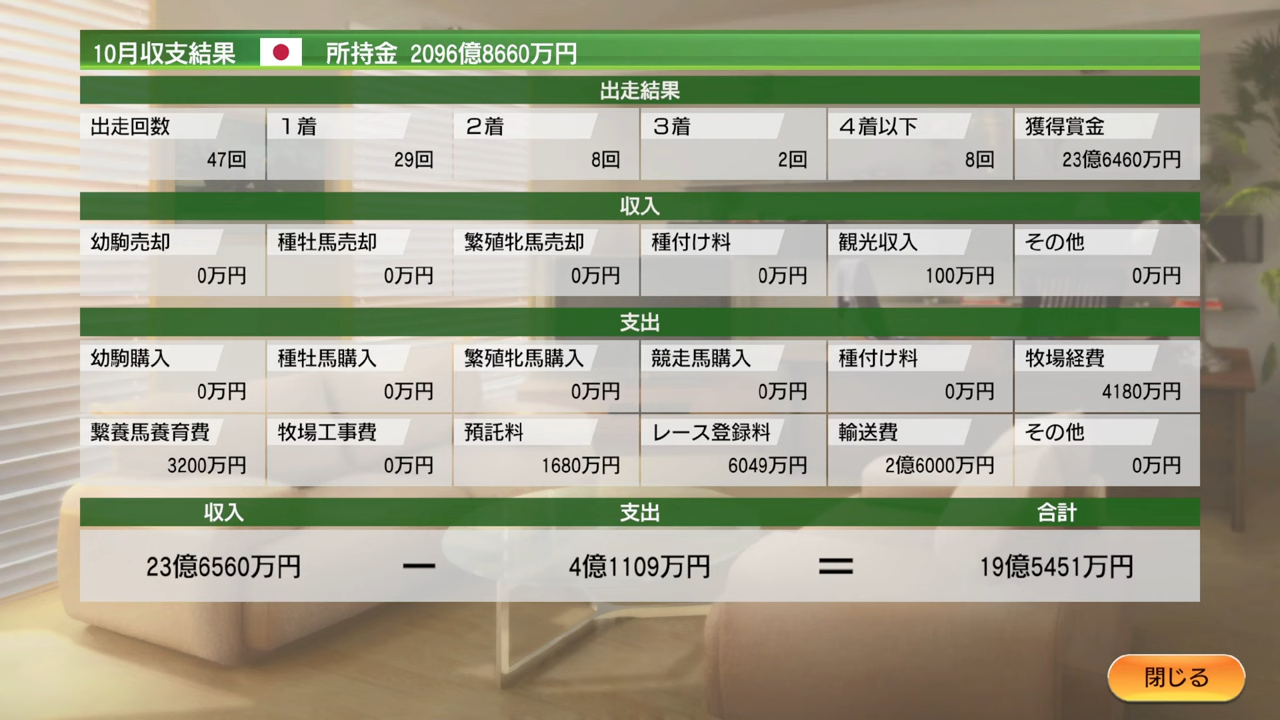 10月収支結果 所持金 2096億8660万円
出走結果
出走回数 1着 2着 3着 4着以下 獲得賞金
47回 29回 8回 2回 8回 23億6460万円
収入
幼駒売却 種牡馬売却 繁殖牝馬売却 種付け料 観光収入 その他
0万円 0万円 0万円 0万円 100万円 0万円
支出
幼駒購入 種牡馬購入 繁殖牝馬購入 競走馬購入 種付け料 牧場経費
0万円 0万円 0万円 0万円 0万円 4180万円
繋養馬養育費 牧場工事費 預託料 レース登録料 輸送費 その他
3200万円 0万円 1680万円 6049万円 2億6000万円 0万円
収入 支出 合計
23億6560万円 － 4億1109万円 ＝ 19億5451万円
閉じる